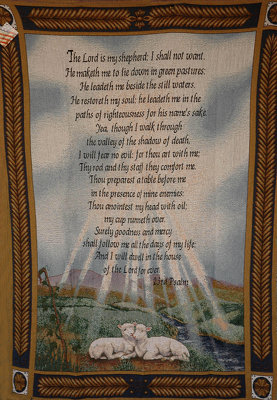 The Lord is my shepherd; I shall not want.
He maketh me to lie down in green pastures:
He leadeth me beside the still waters.
He restoreth my soul: he leadeth me in the
paths of righteousness for his name's sake.
Yea, though I walk through
the valley of the shadow of death,
I will fear no evil: for thou art with me;
Thy rod and thy staff they comfort me.
Thou preparest a table before me
in the presence of mine enemies:
Thou anointest my head with oil;
my cup runneth over.
Surely goodness and mercy
shall follow me all the days of my life:
And I will dwell in the house
of the Lord for ever.
23rd Psalm